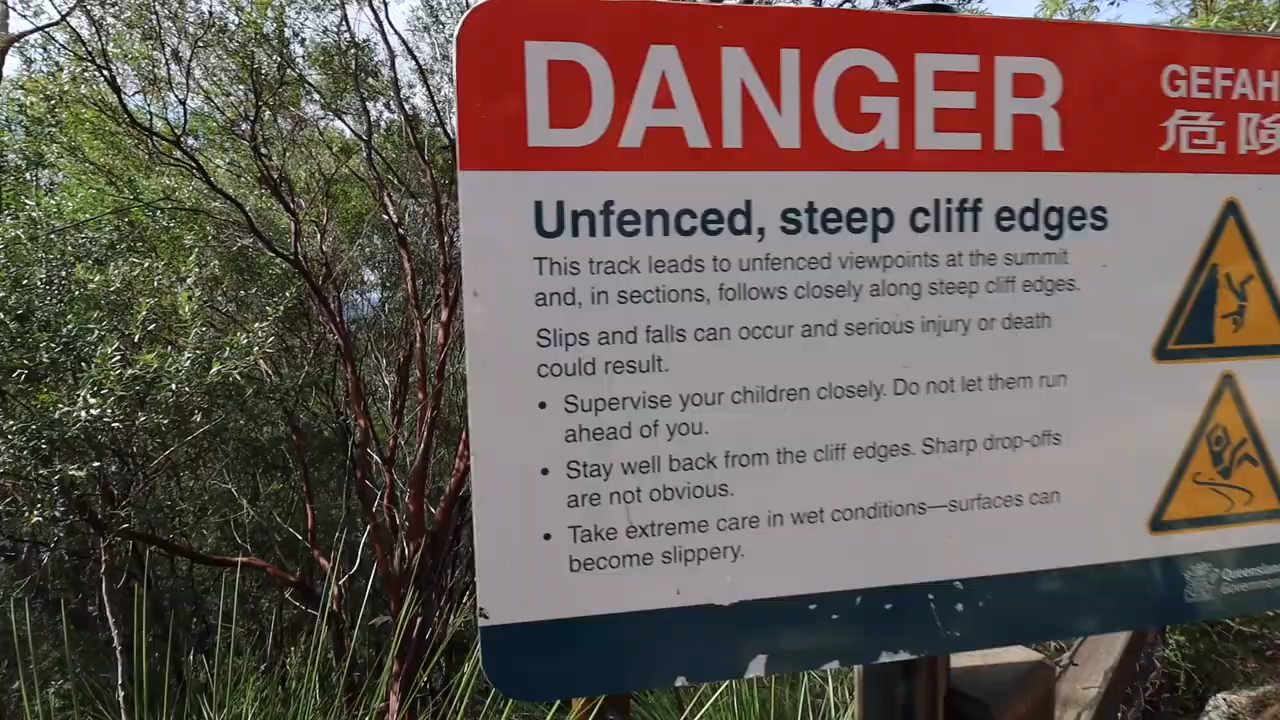 DANGER
GEFAH
危険
Unfenced, steep cliff edges
This track leads to unfenced viewpoints at the summit
and, in sections, follows closely along steep cliff edges.
Slips and falls can occur and serious injury or death
could result.
• Supervise your children closely. Do not let them run
ahead of you.
• Stay well back from the cliff edges. Sharp drop-offs
are not obvious.
• Take extreme care in wet conditions—surfaces can
become slippery.
Queensland
Government